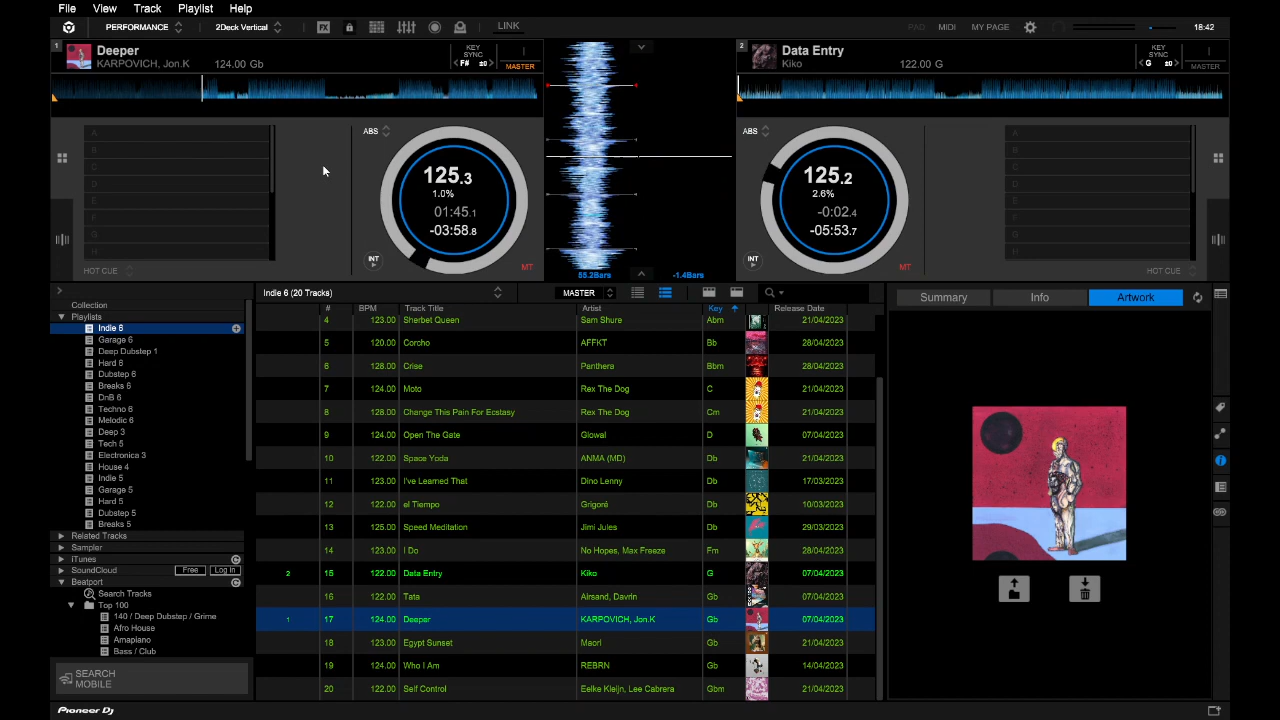 File View Track Playlist Help
PERFORMANCE 2Deck Vertical FX LINK PAD MIDI MY PAGE 18:42
1 Deeper KEY SYNC
KARPOVICH, Jon.K 124.00 Gb F# ±0 MASTER
2 Data Entry KEY SYNC
Kiko 122.00 G G ±0 MASTER
A
B
C
D
E
F
G
H
HOT CUE
ABS
125.3
1.0%
01:45.1
-03:58.8
INT
MT
55.2Bars -1.4Bars
ABS
125.2
2.6%
-0:02.4
-05:53.7
INT
MT
A
B
C
D
E
F
G
H
HOT CUE
Collection
Playlists
Indie 6
Garage 6
Deep Dubstep 1
Hard 6
Dubstep 6
Breaks 6
DnB 6
Techno 6
Melodic 6
Deep 3
Tech 5
Electronica 3
House 4
Indie 5
Garage 5
Hard 5
Dubstep 5
Breaks 5
Related Tracks
Sampler
iTunes
SoundCloud Free Log In
Beatport
Search Tracks
Top 100
140 / Deep Dubstep / Grime
Afro House
Amapiano
Bass / Club
SEARCH
MOBILE
Indie 6 (20 Tracks) MASTER
# BPM Track Title Artist Key Release Date
4 123.00 Sherbet Queen Sam Shure Abm 21/04/2023
5 120.00 Corcho AFFKT Bb 28/04/2023
6 128.00 Crise Panthera Bbm 28/04/2023
7 124.00 Moto Rex The Dog C 21/04/2023
8 128.00 Change This Pain For Ecstasy Rex The Dog Cm 21/04/2023
9 124.00 Open The Gate Glowal D 07/04/2023
10 122.00 Space Yoda ANMA (MD) Db 07/04/2023
11 123.00 I've Learned That Dino Lenny Db 17/03/2023
12 122.00 el Tiempo Grigoré Db 10/03/2023
13 125.00 Speed Meditation Jimi Jules Db 29/03/2023
14 123.00 I Do No Hopes, Max Freeze Fm 28/04/2023
2 15 122.00 Data Entry Kiko G 07/04/2023
16 122.00 Tata Airsand, Davrin Gb 07/04/2023
1 17 124.00 Deeper KARPOVICH, Jon.K Gb 07/04/2023
18 123.00 Egypt Sunset Maori Gb 21/04/2023
19 123.00 Who I Am REBRN Gb 14/04/2023
20 122.00 Self Control Eelke Kleijn, Lee Cabrera Gbm 21/04/2023
Summary Info Artwork
Pioneer Dj